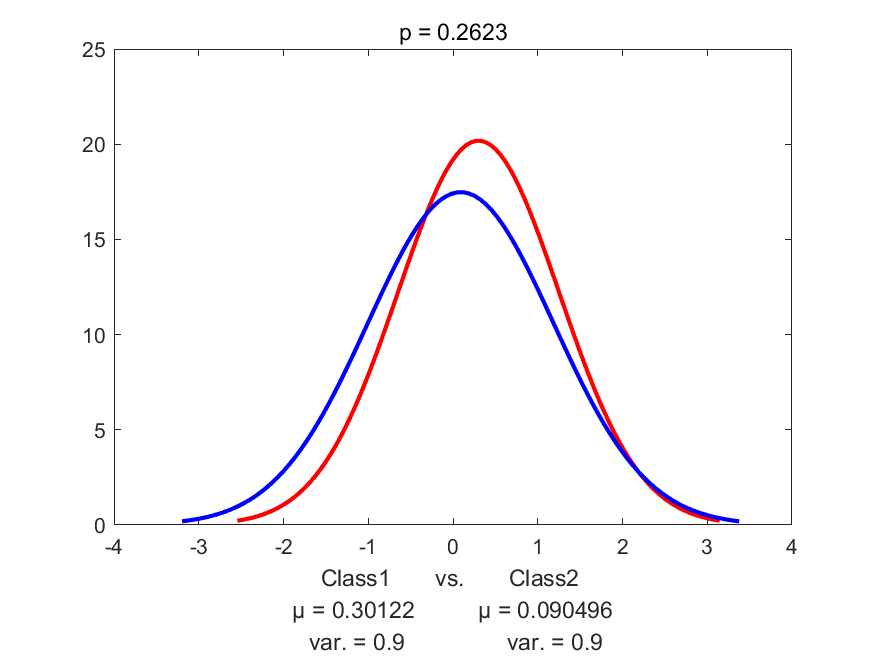 p = 0.2623
25
20
15
10
5
0
-4 -3 -2 -1 0 1 2 3 4
Class1 vs. Class2
μ = 0.30122 μ = 0.090496
var. = 0.9 var. = 0.9